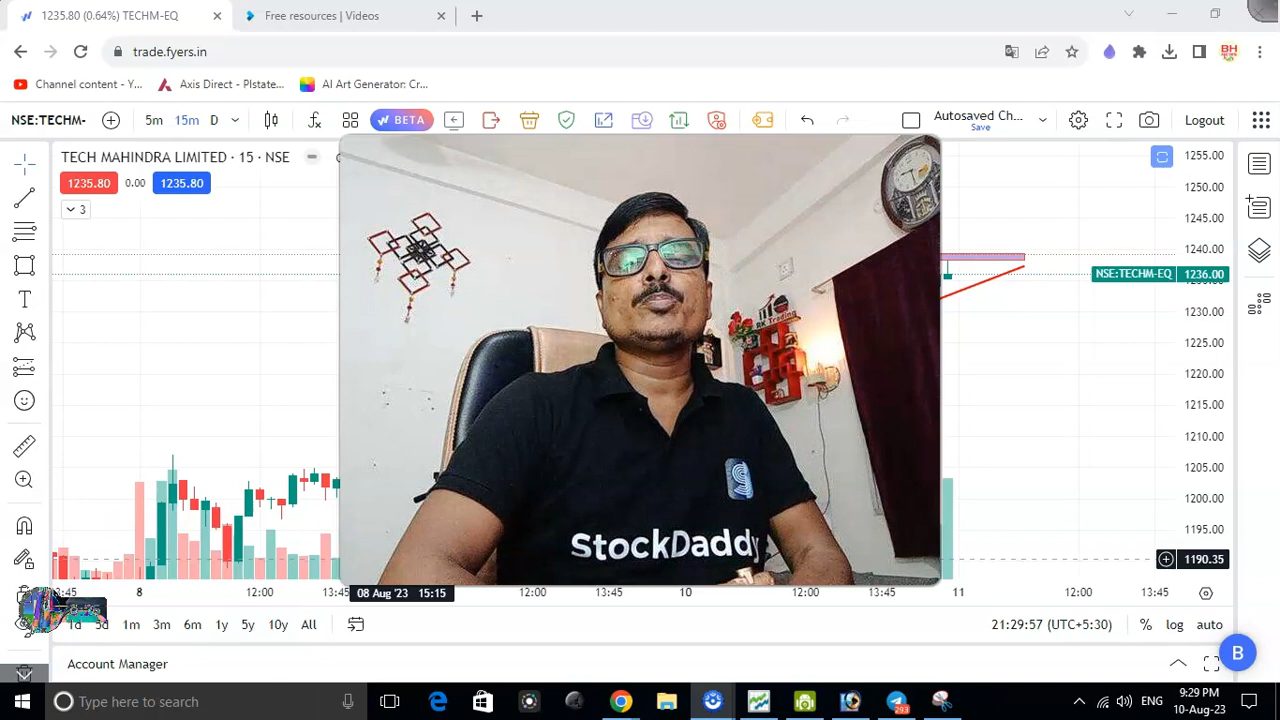 1235.80 (0.64%) TECHM-EQ
Free resources | Videos
trade.fyers.in
BH
Channel content - Y...
Axis Direct - PIstate...
AI Art Generator: Cr...
NSE:TECHM-
5m
15m
D
BETA
Autosaved Ch...
Save
Logout
TECH MAHINDRA LIMITED · 15 · NSE
1235.80
0.00
1235.80
3
1255.00
1250.00
1245.00
1240.00
NSE:TECHM-EQ
1236.00
1230.00
1225.00
1220.00
1215.00
1210.00
1205.00
1200.00
1195.00
1190.35
RK Trading
StockDaddy
:45
8
12:00
13:45
08 Aug '23 15:15
12:00
13:45
10
12:00
13:45
11
12:00
13:45
1d
5d
1m
3m
6m
1y
5y
10y
All
21:29:57 (UTC+5:30)
%
log
auto
Account Manager
B
Type here to search
293
ENG
9:29 PM
10-Aug-23